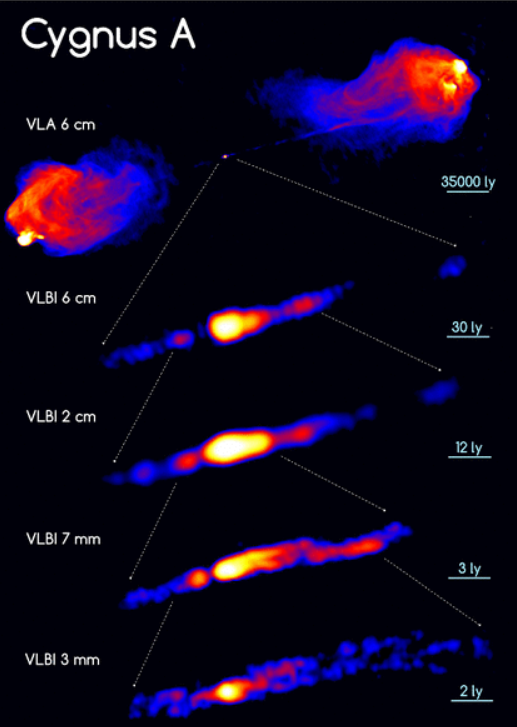 Cygnus A
VLA 6 cm
35000 ly
VLBI 6 cm
30 ly
VLBI 2 cm
12 ly
VLBI 7 mm
3 ly
VLBI 3 mm
2 ly